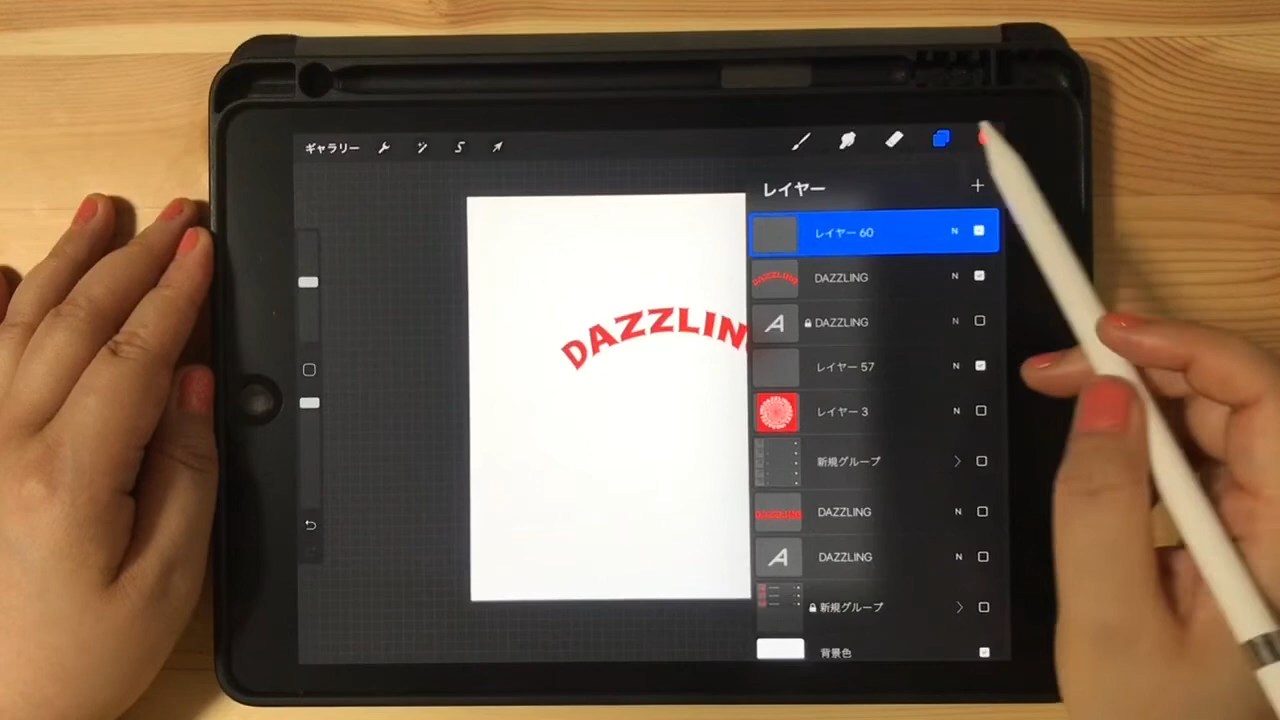 ギャラリー
S
レイヤー
+
レイヤー 60 N
DAZZLING
DAZZLING N
A DAZZLING N
レイヤー 57 N
DAZZLIN
レイヤー 3 N
新規グループ
DAZZLING DAZZLING N
A DAZZLING N
新規グループ
背景色